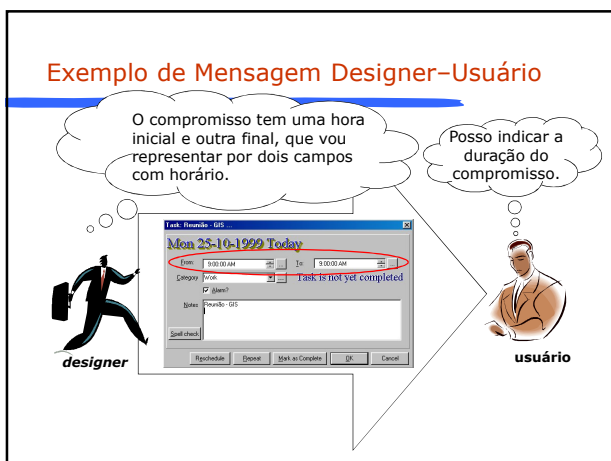 Exemplo de Mensagem Designer–Usuário
O compromisso tem uma hora
inicial e outra final, que vou
representar por dois campos
com horário.
Posso indicar a
duração do
compromisso.
Task: Reunião - GIS ...
Mon 25-10-1999 Today
From: 9:00:00 AM ... To: 9:00:00 AM ...
Category Work ... Task is not yet completed
Alarm?
Notes: Reunião - GIS
Spell check
Reschedule Repeat Mark as Complete OK Cancel
designer
usuário